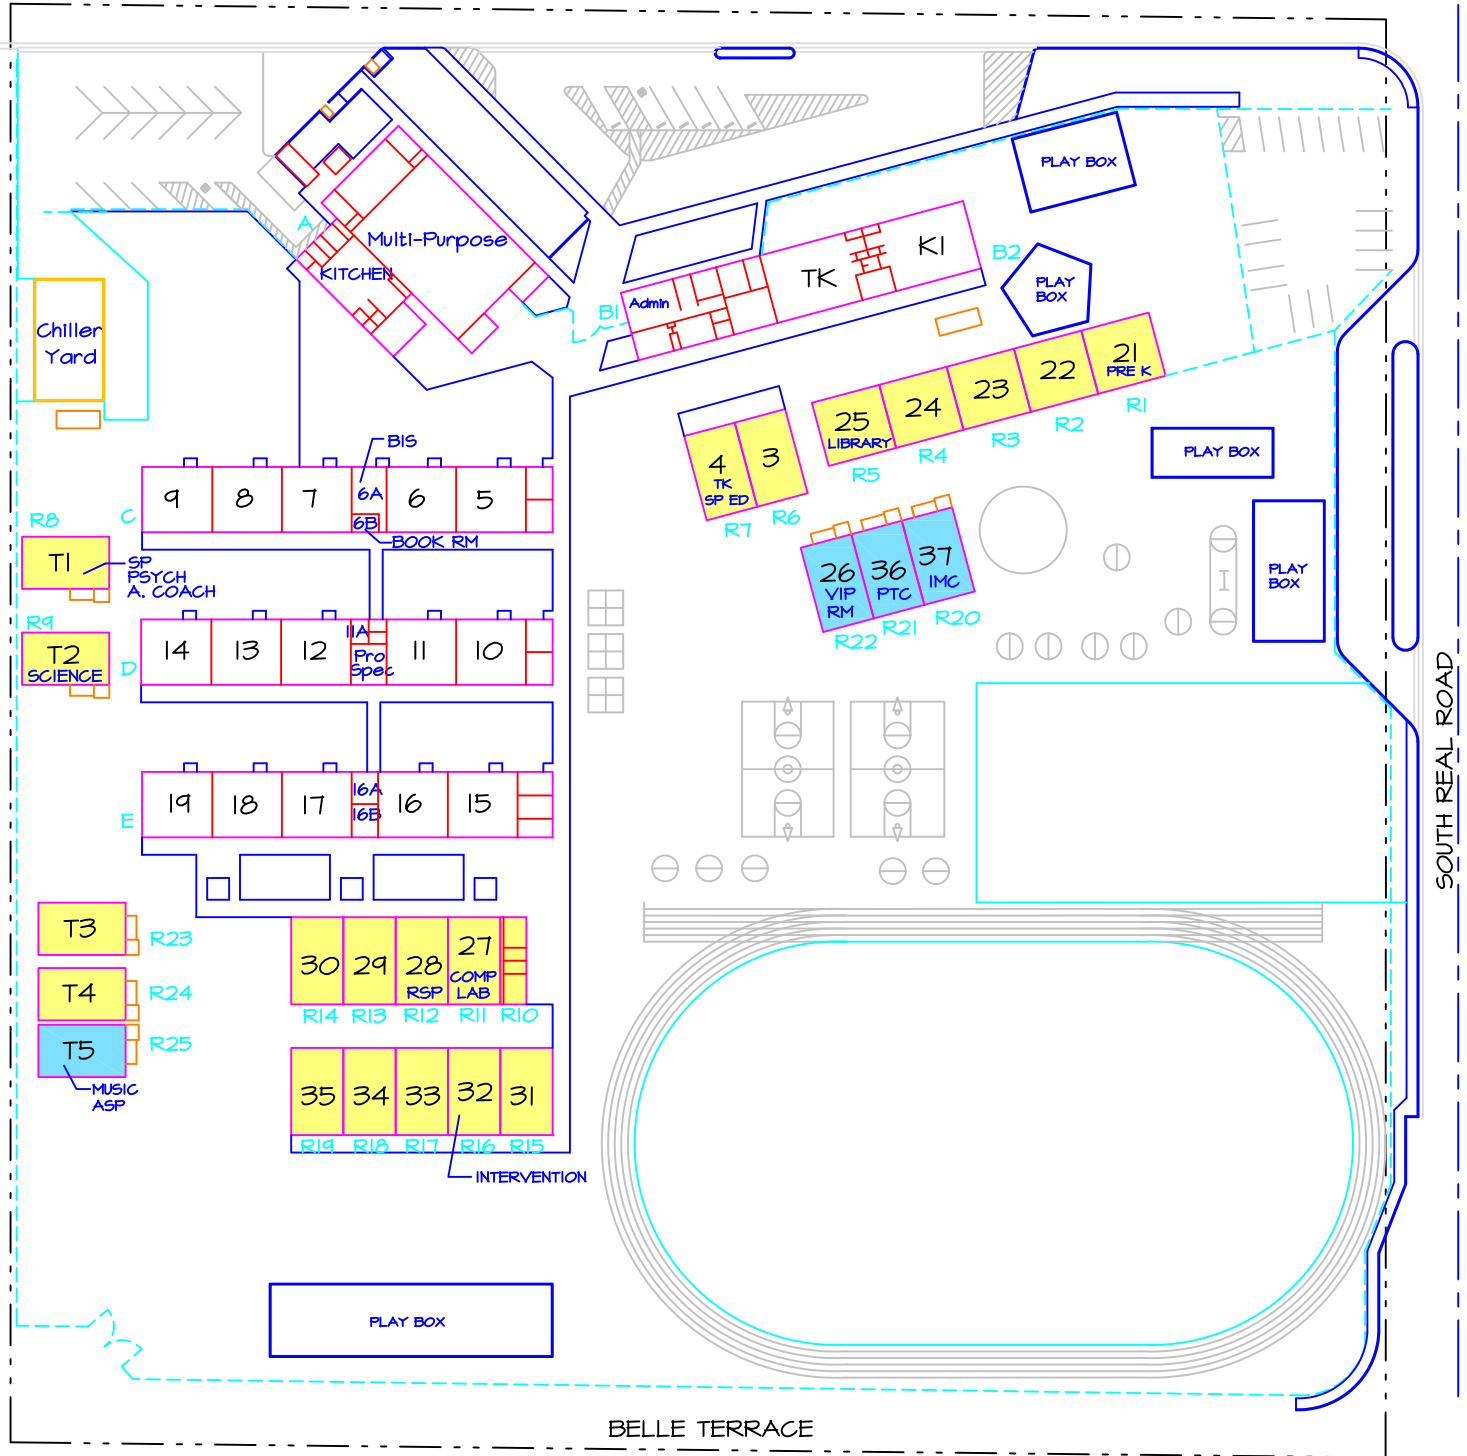 PLAY BOX
A
Multi-Purpose
KITCHEN
K1
TK
B2
PLAY
BOX
Admin
B1
Chiller
Yard
21
PRE K
22
23
24
25
LIBRARY
R1
R2
R3
R4
R5
4
TK
SP ED
3
R7
R6
PLAY BOX
BIS
9
8
7
6A
6B
6
5
C
BOOK RM
R8
T1
SP
PSYCH
A. COACH
26
VIP
RM
36
PTC
37
IMC
R22
R21
R20
PLAY
BOX
R9
T2
SCIENCE
D
14
13
12
11A
Pro
Spec
11
10
SOUTH REAL ROAD
E
19
18
17
16A
16B
16
15
T3
R23
T4
R24
T5
R25
MUSIC
ASP
30
29
28
RSP
27
COMP
LAB
R14
R13
R12
R11
R10
35
34
33
32
31
R19
R18
R17
R16
R15
INTERVENTION
PLAY BOX
BELLE TERRACE